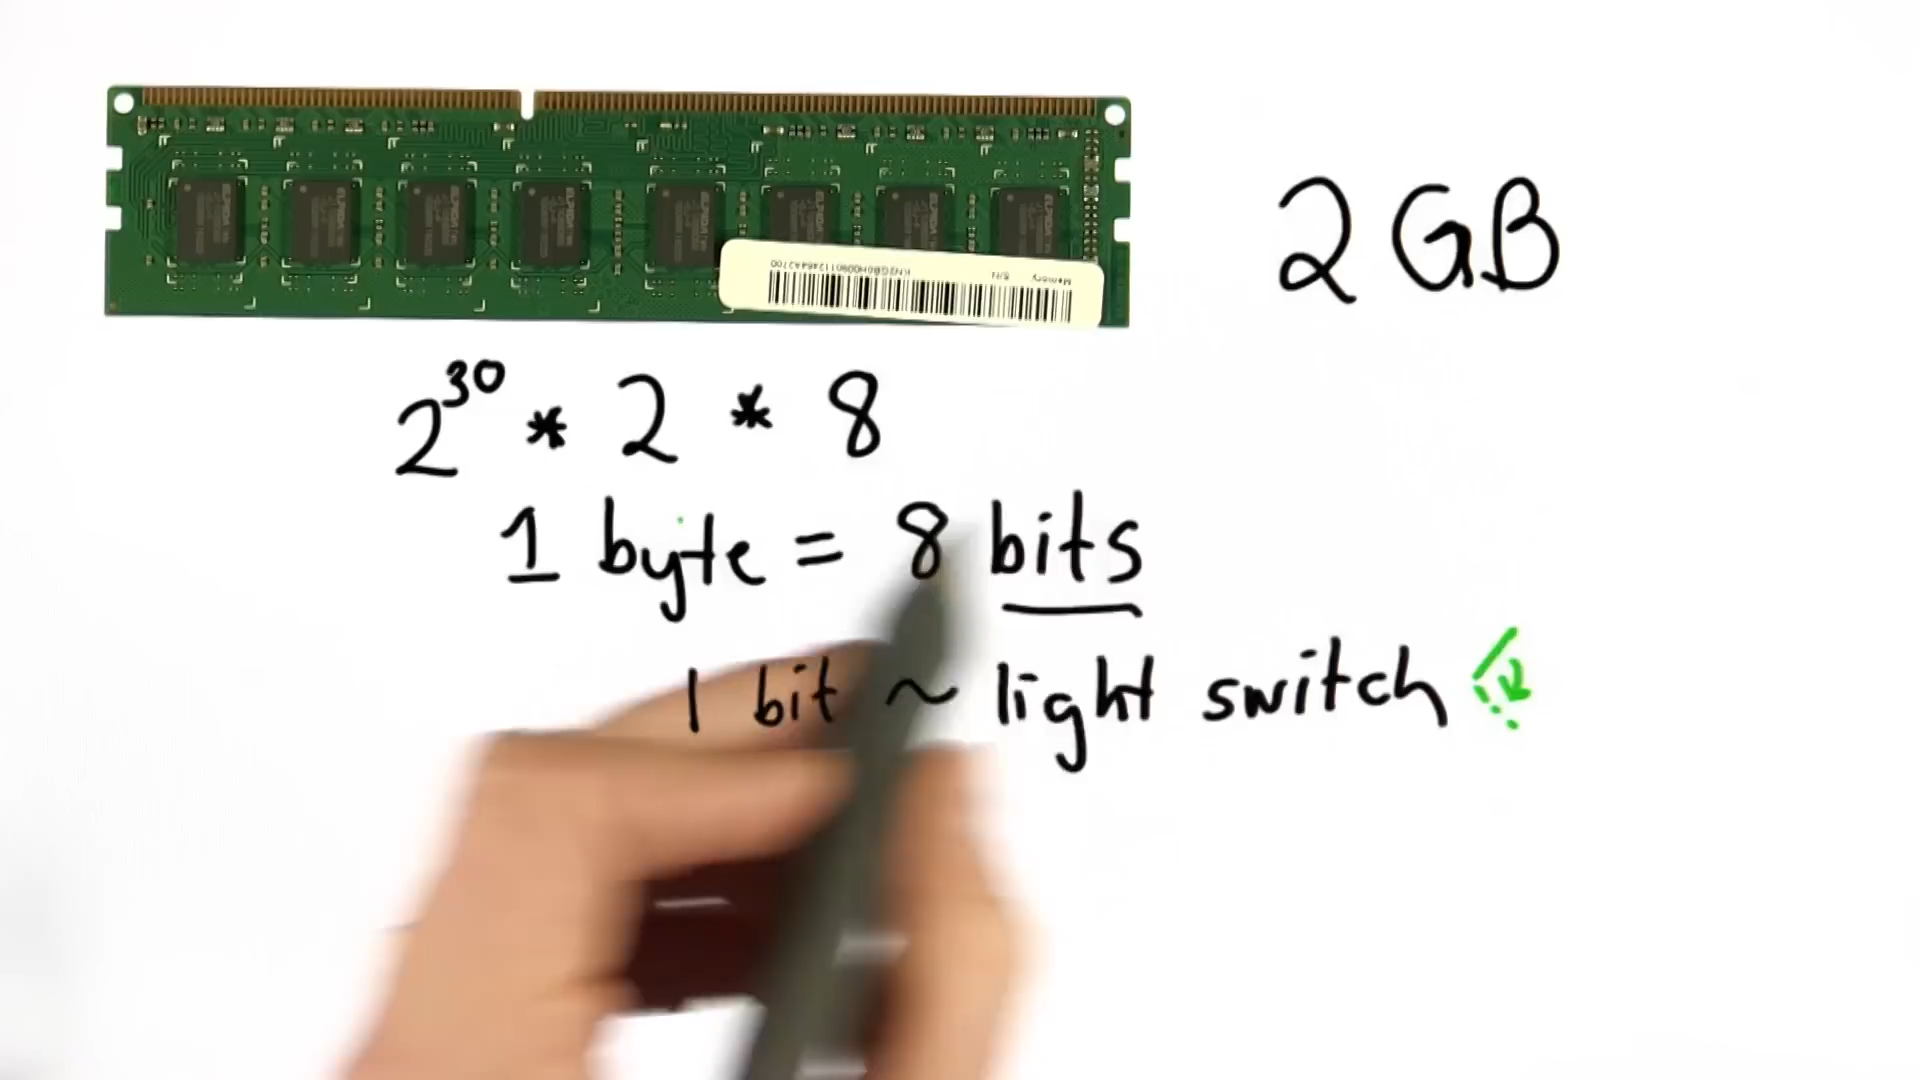 2 GB
2^30 * 2 * 8
1 byte = 8 bits
1 bit ~ light switch